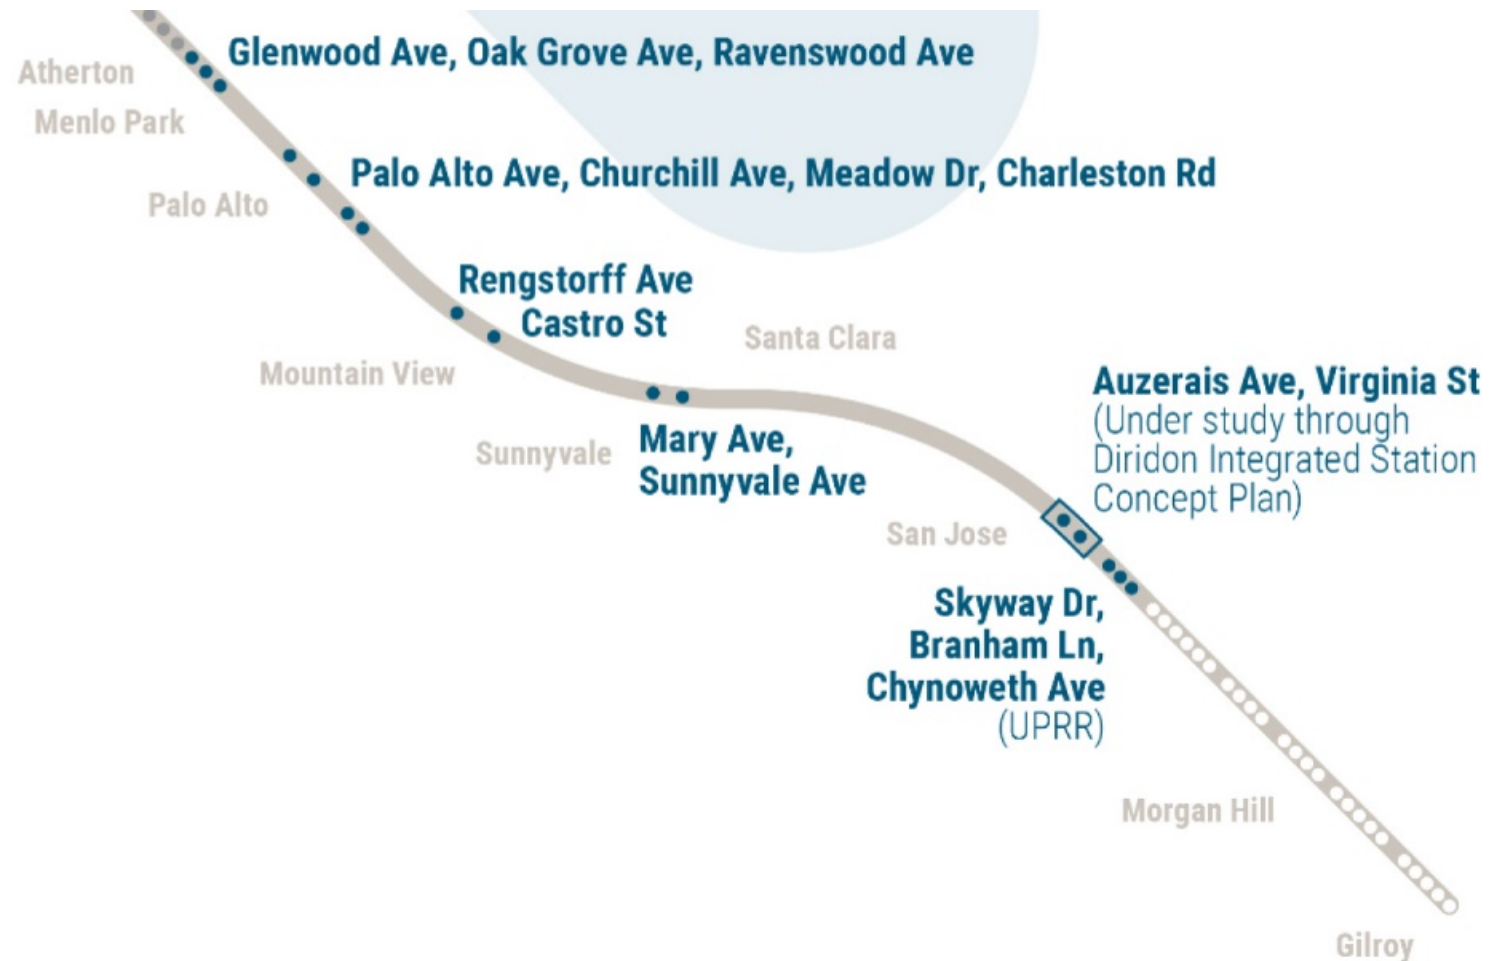 Glenwood Ave, Oak Grove Ave, Ravenswood Ave
Atherton
Menlo Park
Palo Alto Ave, Churchill Ave, Meadow Dr, Charleston Rd
Palo Alto
Rengstorff Ave
Castro St
Santa Clara
Mountain View
Auzerais Ave, Virginia St
(Under study through
Diridon Integrated Station
Concept Plan)
Mary Ave,
Sunnyvale Ave
Sunnyvale
San Jose
Skyway Dr,
Branham Ln,
Chynoweth Ave
(UPRR)
Morgan Hill
Gilroy